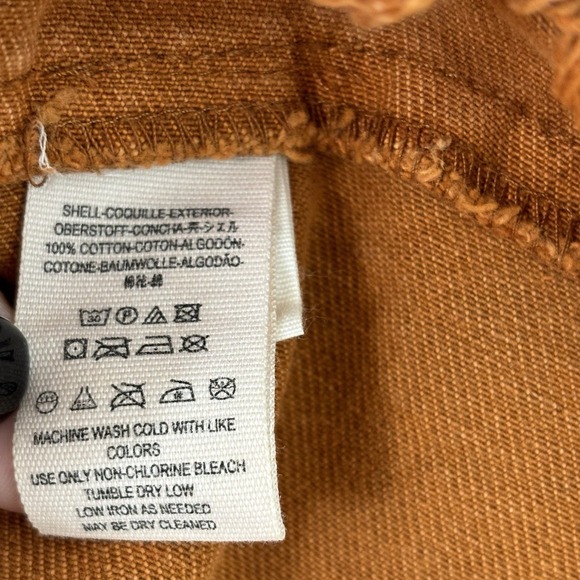 SHELL-COQUILLE-EXTERIOR-
OBERSTOFF-CONCHA-壳-シェル
100% COTTON-COTON-ALGODÓN-
COTONE-BAUMWOLLE-ALGODÃO-
棉花-綿
30 P
MACHINE WASH COLD WITH LIKE
COLORS
USE ONLY NON-CHLORINE BLEACH
TUMBLE DRY LOW
LOW IRON AS NEEDED
MAY BE DRY CLEANED